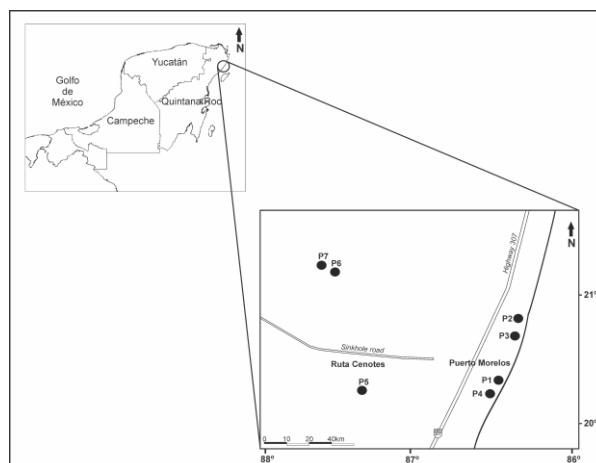 N
Yucatán
Golfo
de
México
Quintana Roo
Campeche
N
Highway 307
P7
P6
21°
P2
P3
Sinkhole road
Ruta Cenotes
Puerto Morelos
P1
P5
P4
20°
0 10 20 40km
88°
87°
86°